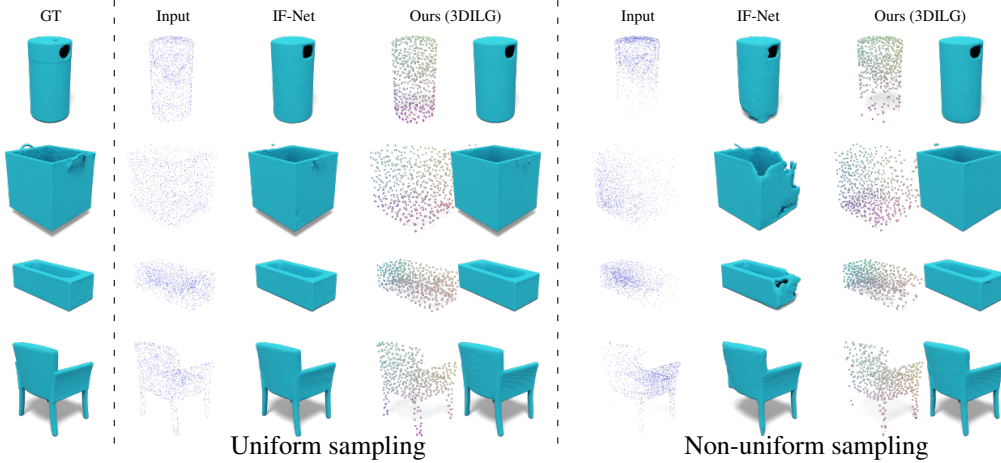 GT Input IF-Net Ours (3DILG) Input IF-Net Ours (3DILG)
Uniform sampling Non-uniform sampling